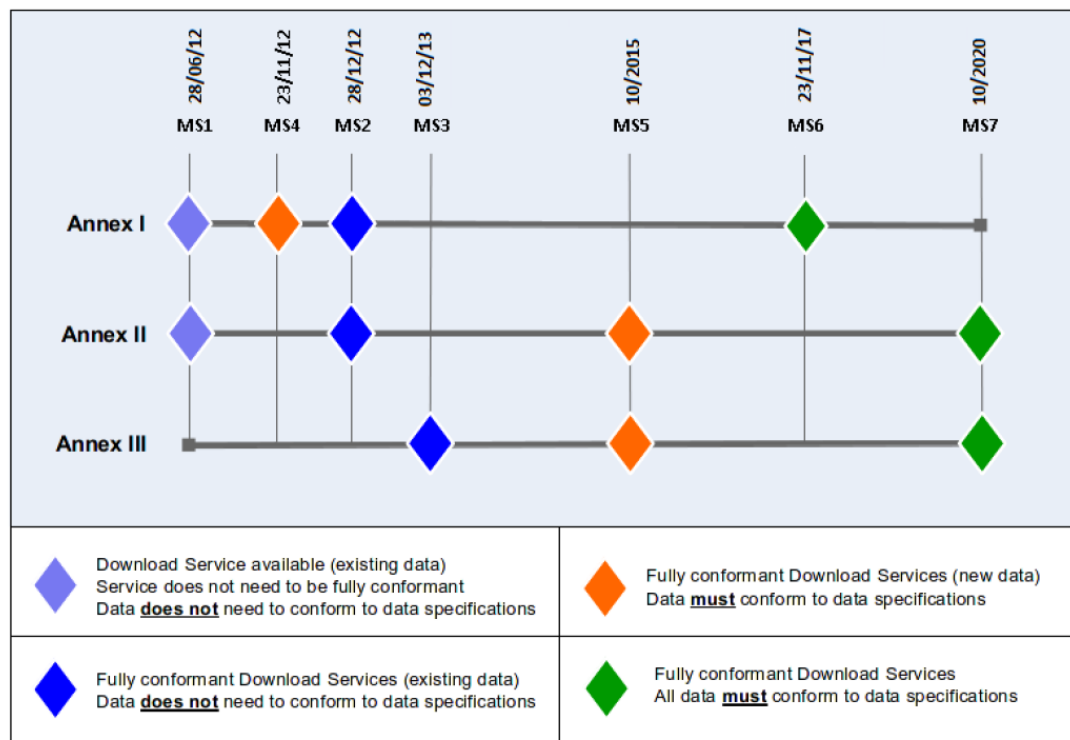 28/06/12
23/11/12
28/12/12
03/12/13
10/2015
23/11/17
10/2020
MS1
MS4
MS2
MS3
MS5
MS6
MS7
Annex I
Annex II
Annex III
Download Service available (existing data)
Service does not need to be fully conformant
Data does not need to conform to data specifications
Fully conformant Download Services (new data)
Data must conform to data specifications
Fully conformant Download Services (existing data)
Data does not need to conform to data specifications
Fully conformant Download Services
All data must conform to data specifications